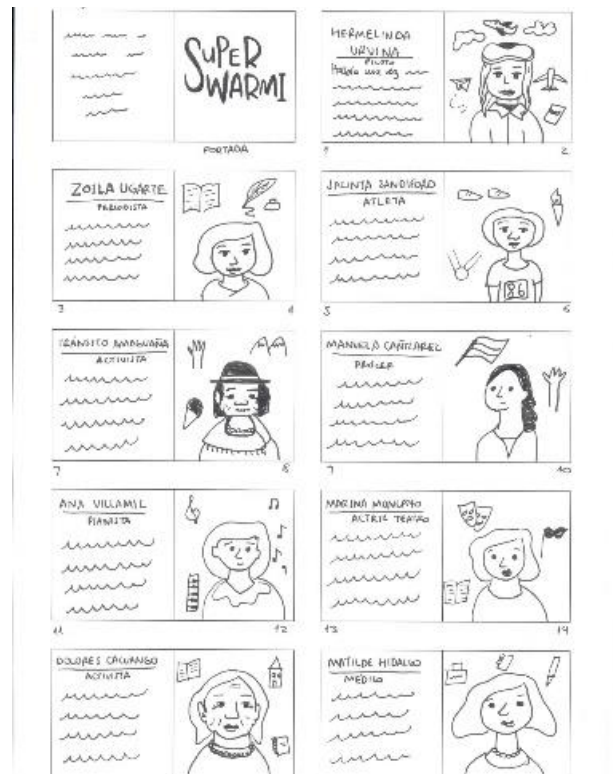 SUPER
WARMI
PORTADA
HERMELINDA
URVINA
PILOTO
Había una vez
1
2
ZOILA UGARTE
PERIODISTA
3
4
JACINTA SANDIFORD
ATLETA
86
5
6
TRÁNSITO AMAGUAÑA
ACTIVISTA
7
8
MANUELA CAÑIZAREZ
PRÓCER
9
10
ANA VILLAMIL
PIANISTA
11
12
MARINA MONCAYO
ACTRIZ TEATRO
13
14
DOLORES CACUANGO
ACTIVISTA
MATILDE HIDALGO
MÉDICO